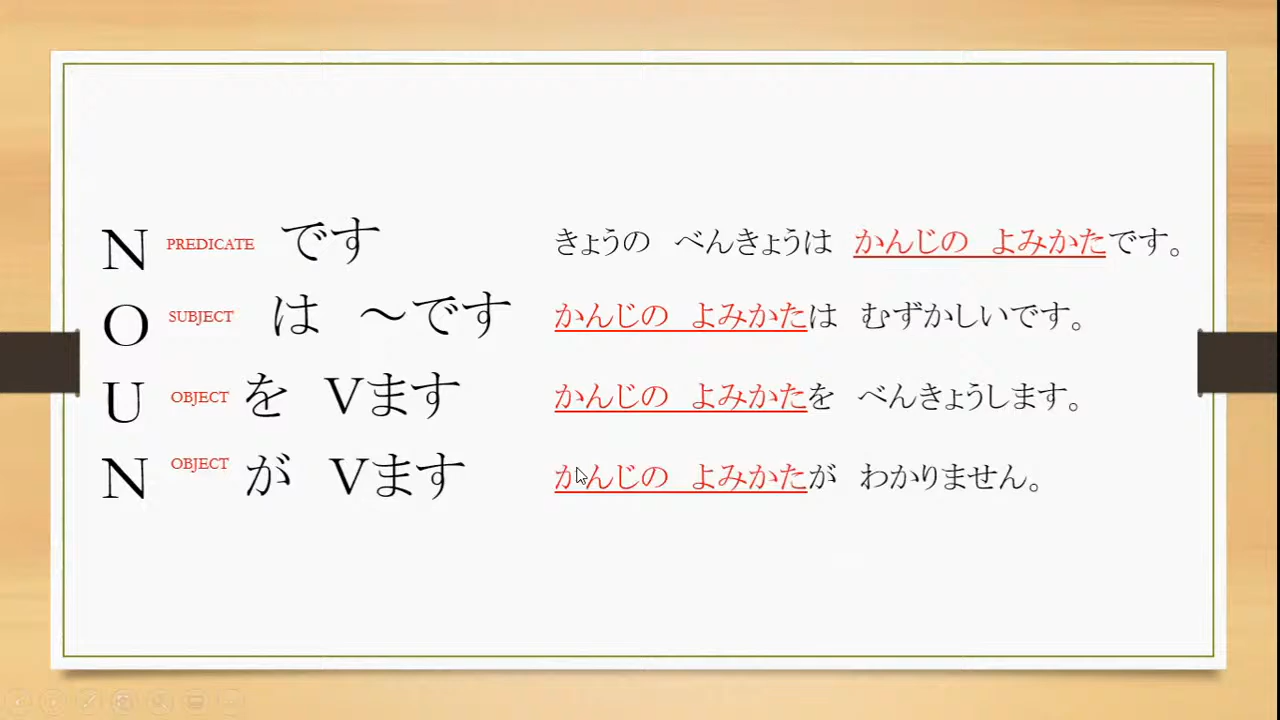 N PREDICATE です きょうの べんきょうは かんじの よみかたです。
O SUBJECT は ～です かんじの よみかたは むずかしいです。
U OBJECT を Vます かんじの よみかたを べんきょうします。
N OBJECT が Vます かんじの よみかたが わかりません。